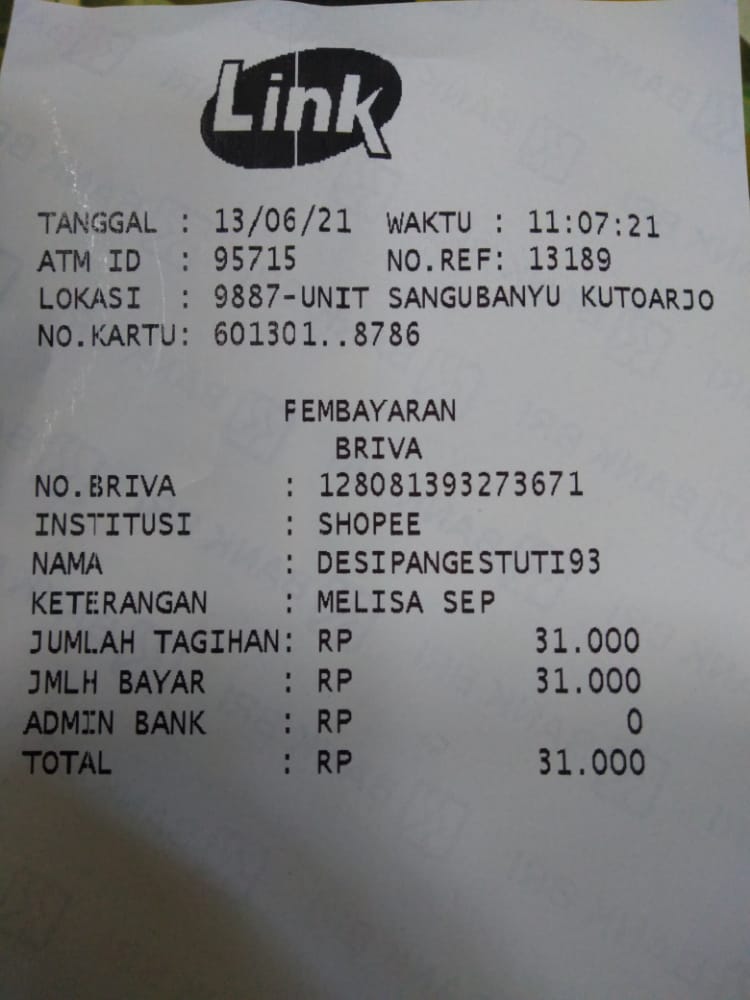 Link
TANGGAL : 13/06/21 WAKTU : 11:07:21
ATM ID : 95715 NO.REF: 13189
LOKASI : 9887-UNIT SANGUBANYU KUTOARJO
NO.KARTU: 601301..8786
PEMBAYARAN
BRIVA
NO.BRIVA : 128081393273671
INSTITUSI : SHOPEE
NAMA : DESIPANGESTUTI93
KETERANGAN : MELISA SEP
JUMLAH TAGIHAN: RP 31.000
JMLH BAYAR : RP 31.000
ADMIN BANK : RP 0
TOTAL : RP 31.000